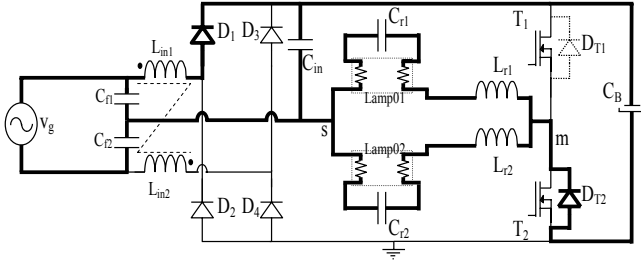 D1
D3
T1
Lin1
Cr1
DT1
Cin
Lr1
Cf1
Lamp01
CB
vg
s
m
Cf2
Lamp02
Lr2
Lin2
DT2
D2
D4
Cr2
T2